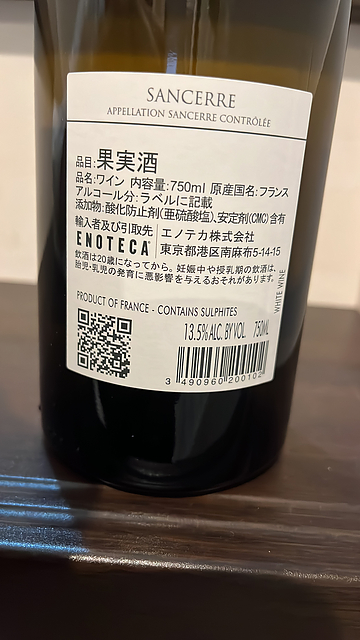 SANCERRE
APPELLATION SANCERRE CONTRÔLÉE
品目:果実酒
品名:ワイン 内容量:750ml 原産国名:フランス
アルコール分:ラベルに記載
添加物:酸化防止剤(亜硫酸塩)、安定剤(CMC)含有
輸入者及び引取先 エノテカ株式会社
ENOTECA 東京都港区南麻布5-14-15
飲酒は20歳になってから。妊娠中や授乳期の飲酒は、
胎児・乳児の発育に悪影響を与えるおそれがあります。
WHITE WINE
PRODUCT OF FRANCE - CONTAINS SULPHITES
13.5% ALC. BY VOL. 750ML
3 490960 200102